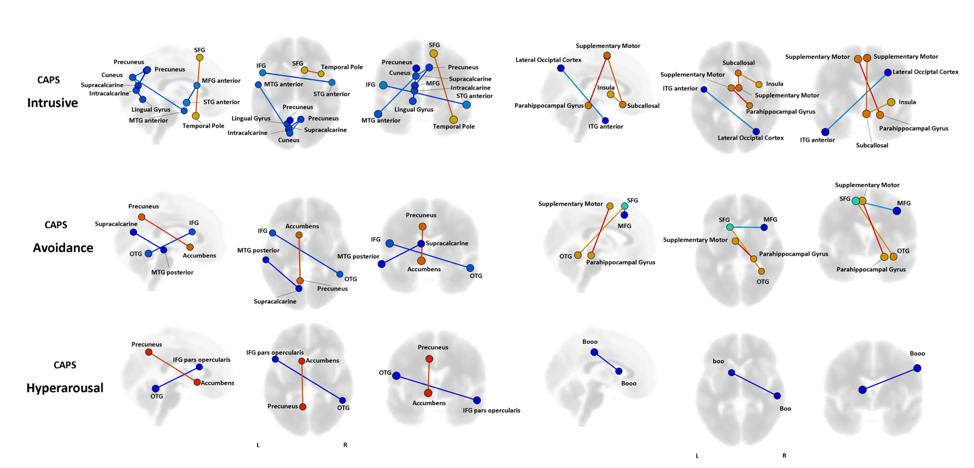 CAPS
Intrusive
SFG
Precuneus
Precuneus
Cuneus
Supracalcarine
Intracalcarine
MFG anterior
Lingual Gyrus
STG anterior
MTG anterior
Temporal Pole
IFG
SFG
Temporal Pole
MTG anterior
STG anterior
Precuneus
Lingual Gyrus
Precuneus
Intracalcarine
Supracalcarine
Cuneus
SFG
Precuneus
Precuneus
Cuneus
Supracalcarine
IFG
MFG
Intracalcarine
STG anterior
Lingual Gyrus
MTG anterior
Temporal Pole
Supplementary Motor
Lateral Occiptal Cortex
Insula
Parahippocampal Gyrus
Subcallosal
ITG anterior
Subcallosal
Supplementary Motor
Insula
ITG anterior
Supplementary Motor
Parahippocampal Gyrus
Lateral Occiptal Cortex
Supplementary Motor
Supplementary Motor
Lateral Occiptal Cortex
Insula
Parahippocampal Gyrus
ITG anterior
Subcallosal
CAPS
Avoidance
Precuneus
Supracalcarine
IFG
OTG
Accumbens
MTG posterior
Accumbens
IFG
MTG posterior
OTG
Precuneus
Supracalcarine
Precuneus
IFG
Supracalcarine
MTG posterior
Accumbens
OTG
Supplementary Motor
SFG
MFG
OTG
Parahippocampal Gyrus
SFG
MFG
Supplementary Motor
Parahippocampal Gyrus
OTG
Supplementary Motor
SFG
MFG
OTG
Parahippocampal Gyrus
CAPS
Hyperarousal
Precuneus
IFG pars opercularis
Accumbens
OTG
IFG pars opercularis
Accumbens
Precuneus
OTG
Precuneus
OTG
Accumbens
IFG pars opercularis
Booo
Booo
boo
Boo
Booo
L
R
L
R